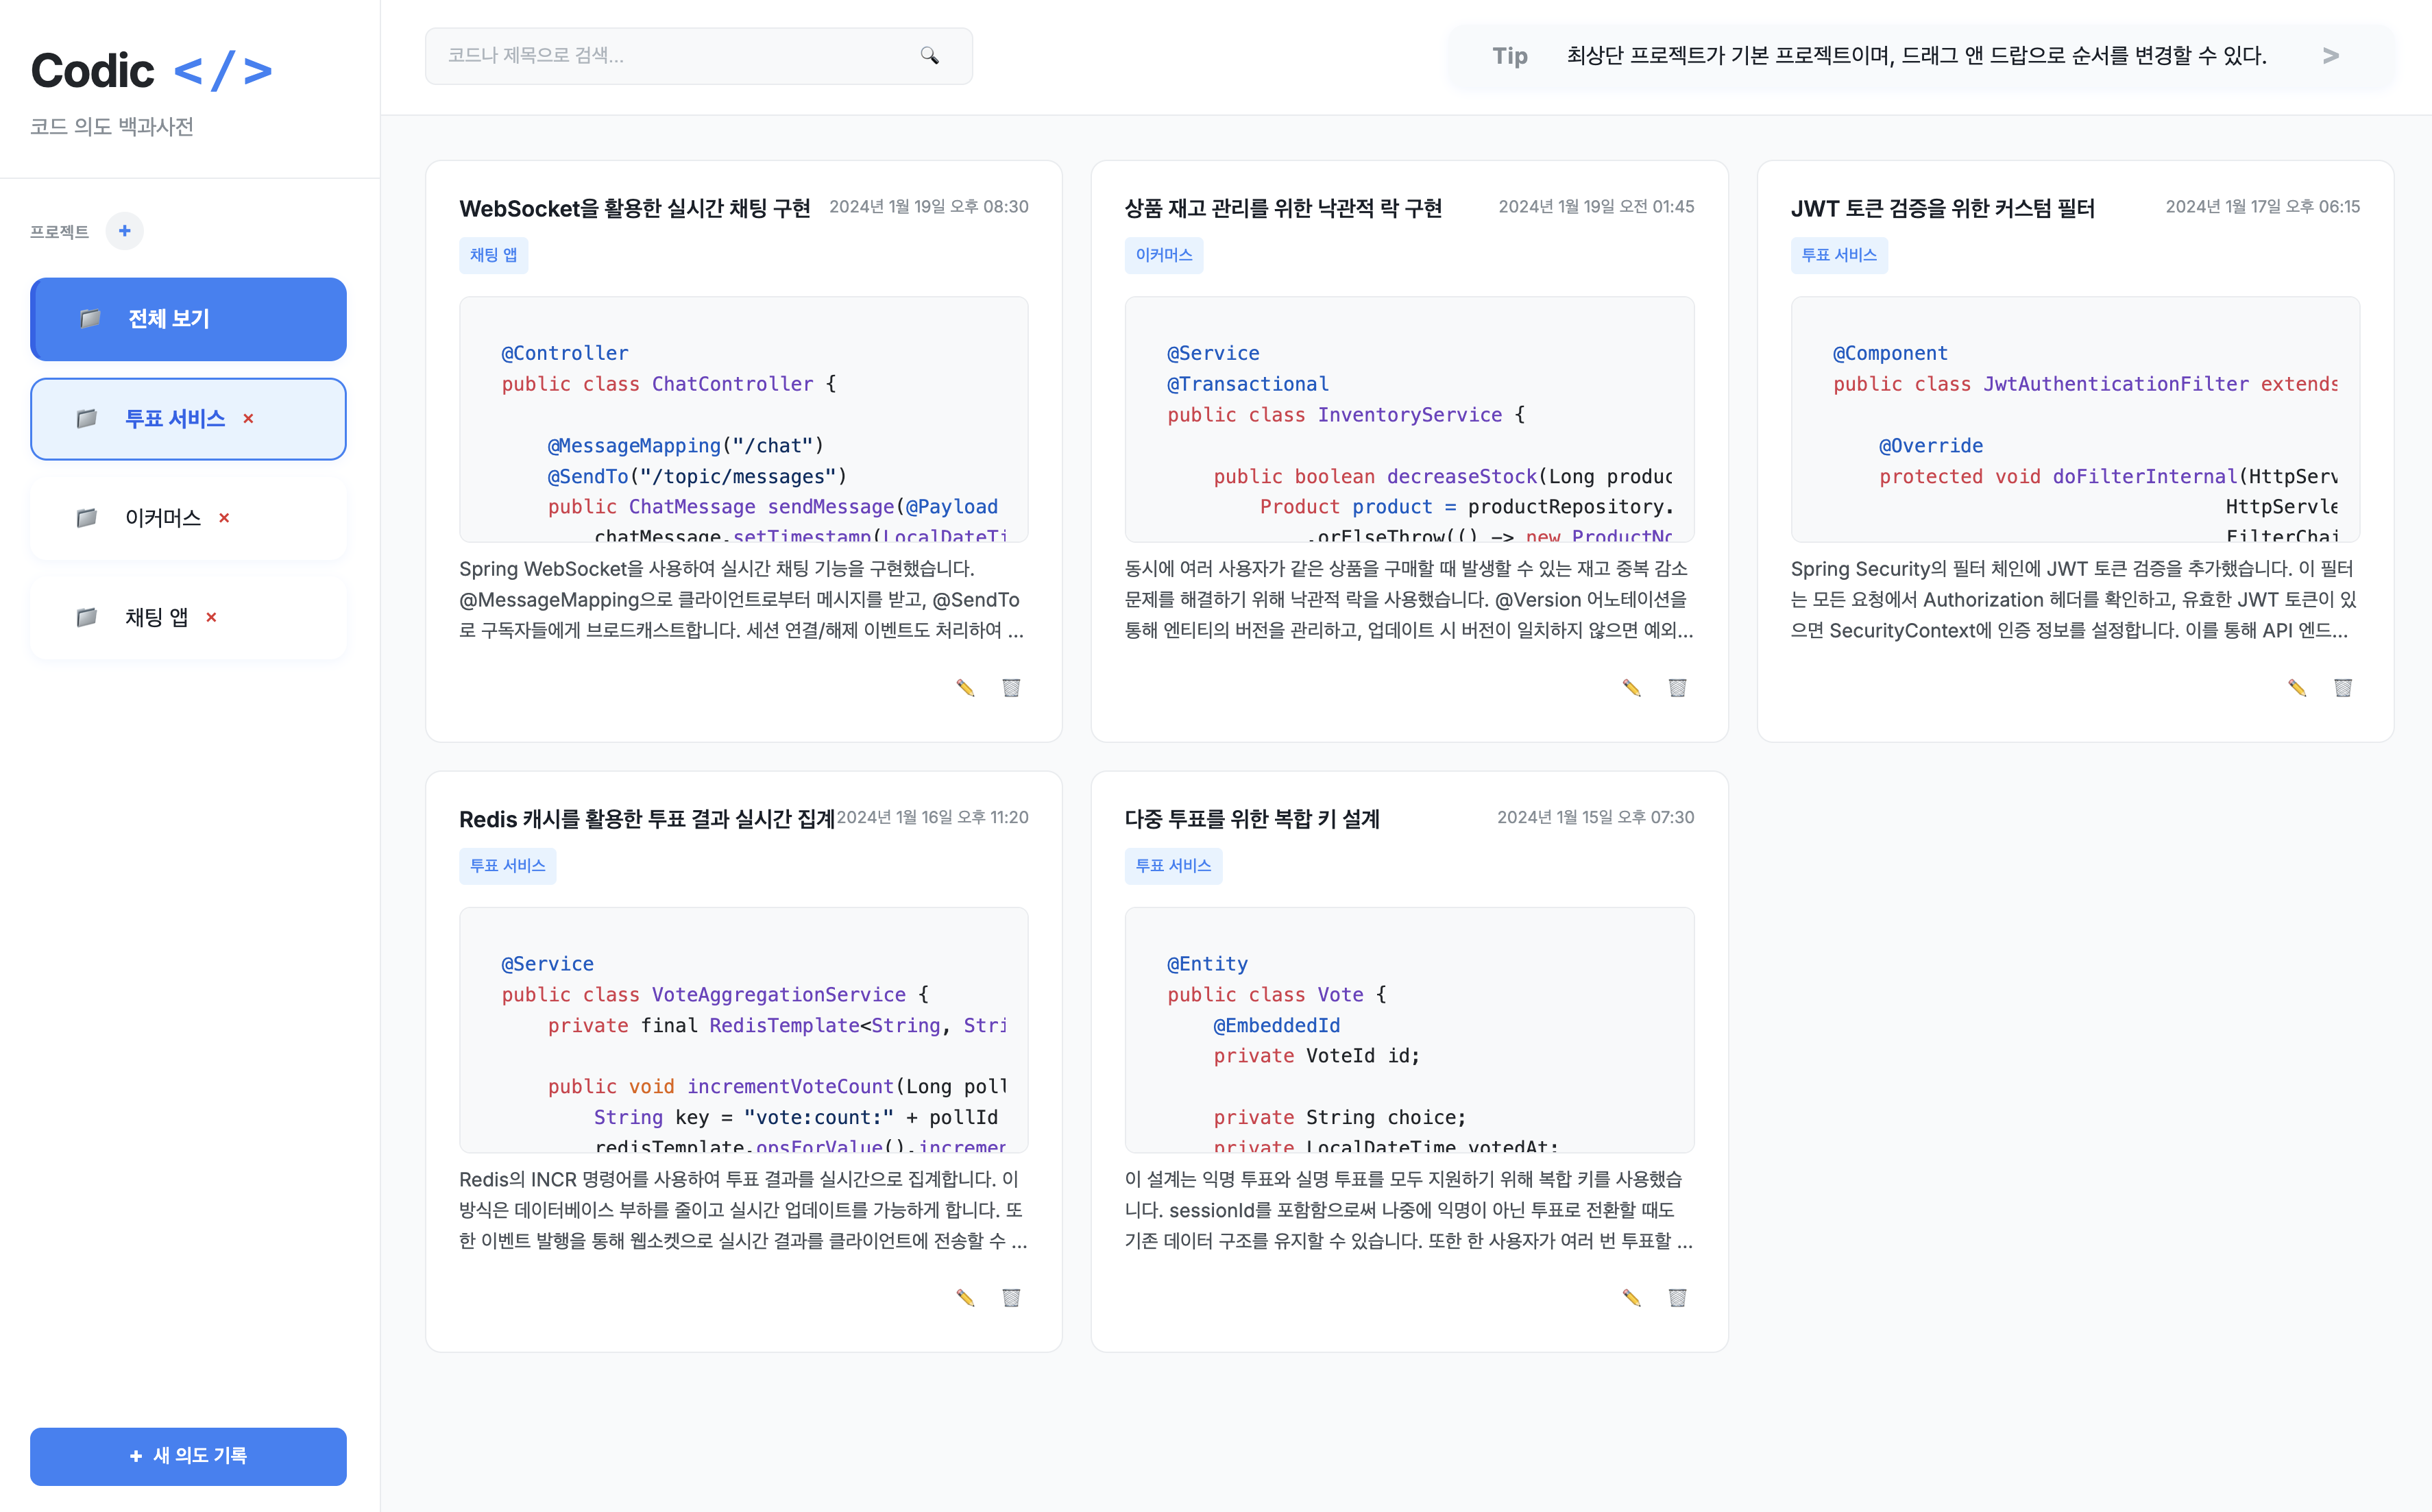 Codic </>
코드 의도 백과사전
프로젝트 +
전체 보기
투표 서비스 ×
이커머스 ×
채팅 앱 ×
+ 새 의도 기록
코드나 제목으로 검색...
Tip 최상단 프로젝트가 기본 프로젝트이며, 드래그 앤 드랍으로 순서를 변경할 수 있다. >
WebSocket을 활용한 실시간 채팅 구현 2024년 1월 19일 오후 08:30
채팅 앱
@Controller
public class ChatController {
@MessageMapping("/chat")
@SendTo("/topic/messages")
public ChatMessage sendMessage(@Payload
chatMessage.setTimestamp(LocalDateTi
Spring WebSocket을 사용하여 실시간 채팅 기능을 구현했습니다.
@MessageMapping으로 클라이언트로부터 메시지를 받고, @SendTo
로 구독자들에게 브로드캐스트합니다. 세션 연결/해제 이벤트도 처리하여 ...
상품 재고 관리를 위한 낙관적 락 구현 2024년 1월 19일 오전 01:45
이커머스
@Service
@Transactional
public class InventoryService {
public boolean decreaseStock(Long produc
Product product = productRepository.
.orElseThrow(() -> new ProductNo
동시에 여러 사용자가 같은 상품을 구매할 때 발생할 수 있는 재고 중복 감소
문제를 해결하기 위해 낙관적 락을 사용했습니다. @Version 어노테이션을
통해 엔티티의 버전을 관리하고, 업데이트 시 버전이 일치하지 않으면 예외...
JWT 토큰 검증을 위한 커스텀 필터 2024년 1월 17일 오후 06:15
투표 서비스
@Component
public class JwtAuthenticationFilter extends
@Override
protected void doFilterInternal(HttpServ
HttpServle
FilterChai
Spring Security의 필터 체인에 JWT 토큰 검증을 추가했습니다. 이 필터
는 모든 요청에서 Authorization 헤더를 확인하고, 유효한 JWT 토큰이 있
으면 SecurityContext에 인증 정보를 설정합니다. 이를 통해 API 엔드...
Redis 캐시를 활용한 투표 결과 실시간 집계 2024년 1월 16일 오후 11:20
투표 서비스
@Service
public class VoteAggregationService {
private final RedisTemplate<String, Stri
public void incrementVoteCount(Long poll
String key = "vote:count:" + pollId
redisTemplate.opsForValue().incremen
Redis의 INCR 명령어를 사용하여 투표 결과를 실시간으로 집계합니다. 이
방식은 데이터베이스 부하를 줄이고 실시간 업데이트를 가능하게 합니다. 또
한 이벤트 발행을 통해 웹소켓으로 실시간 결과를 클라이언트에 전송할 수 ...
다중 투표를 위한 복합 키 설계 2024년 1월 15일 오후 07:30
투표 서비스
@Entity
public class Vote {
@EmbeddedId
private VoteId id;
private String choice;
private LocalDateTime votedAt;
이 설계는 익명 투표와 실명 투표를 모두 지원하기 위해 복합 키를 사용했습
니다. sessionId를 포함함으로써 나중에 익명이 아닌 투표로 전환할 때도
기존 데이터 구조를 유지할 수 있습니다. 또한 한 사용자가 여러 번 투표할 ...